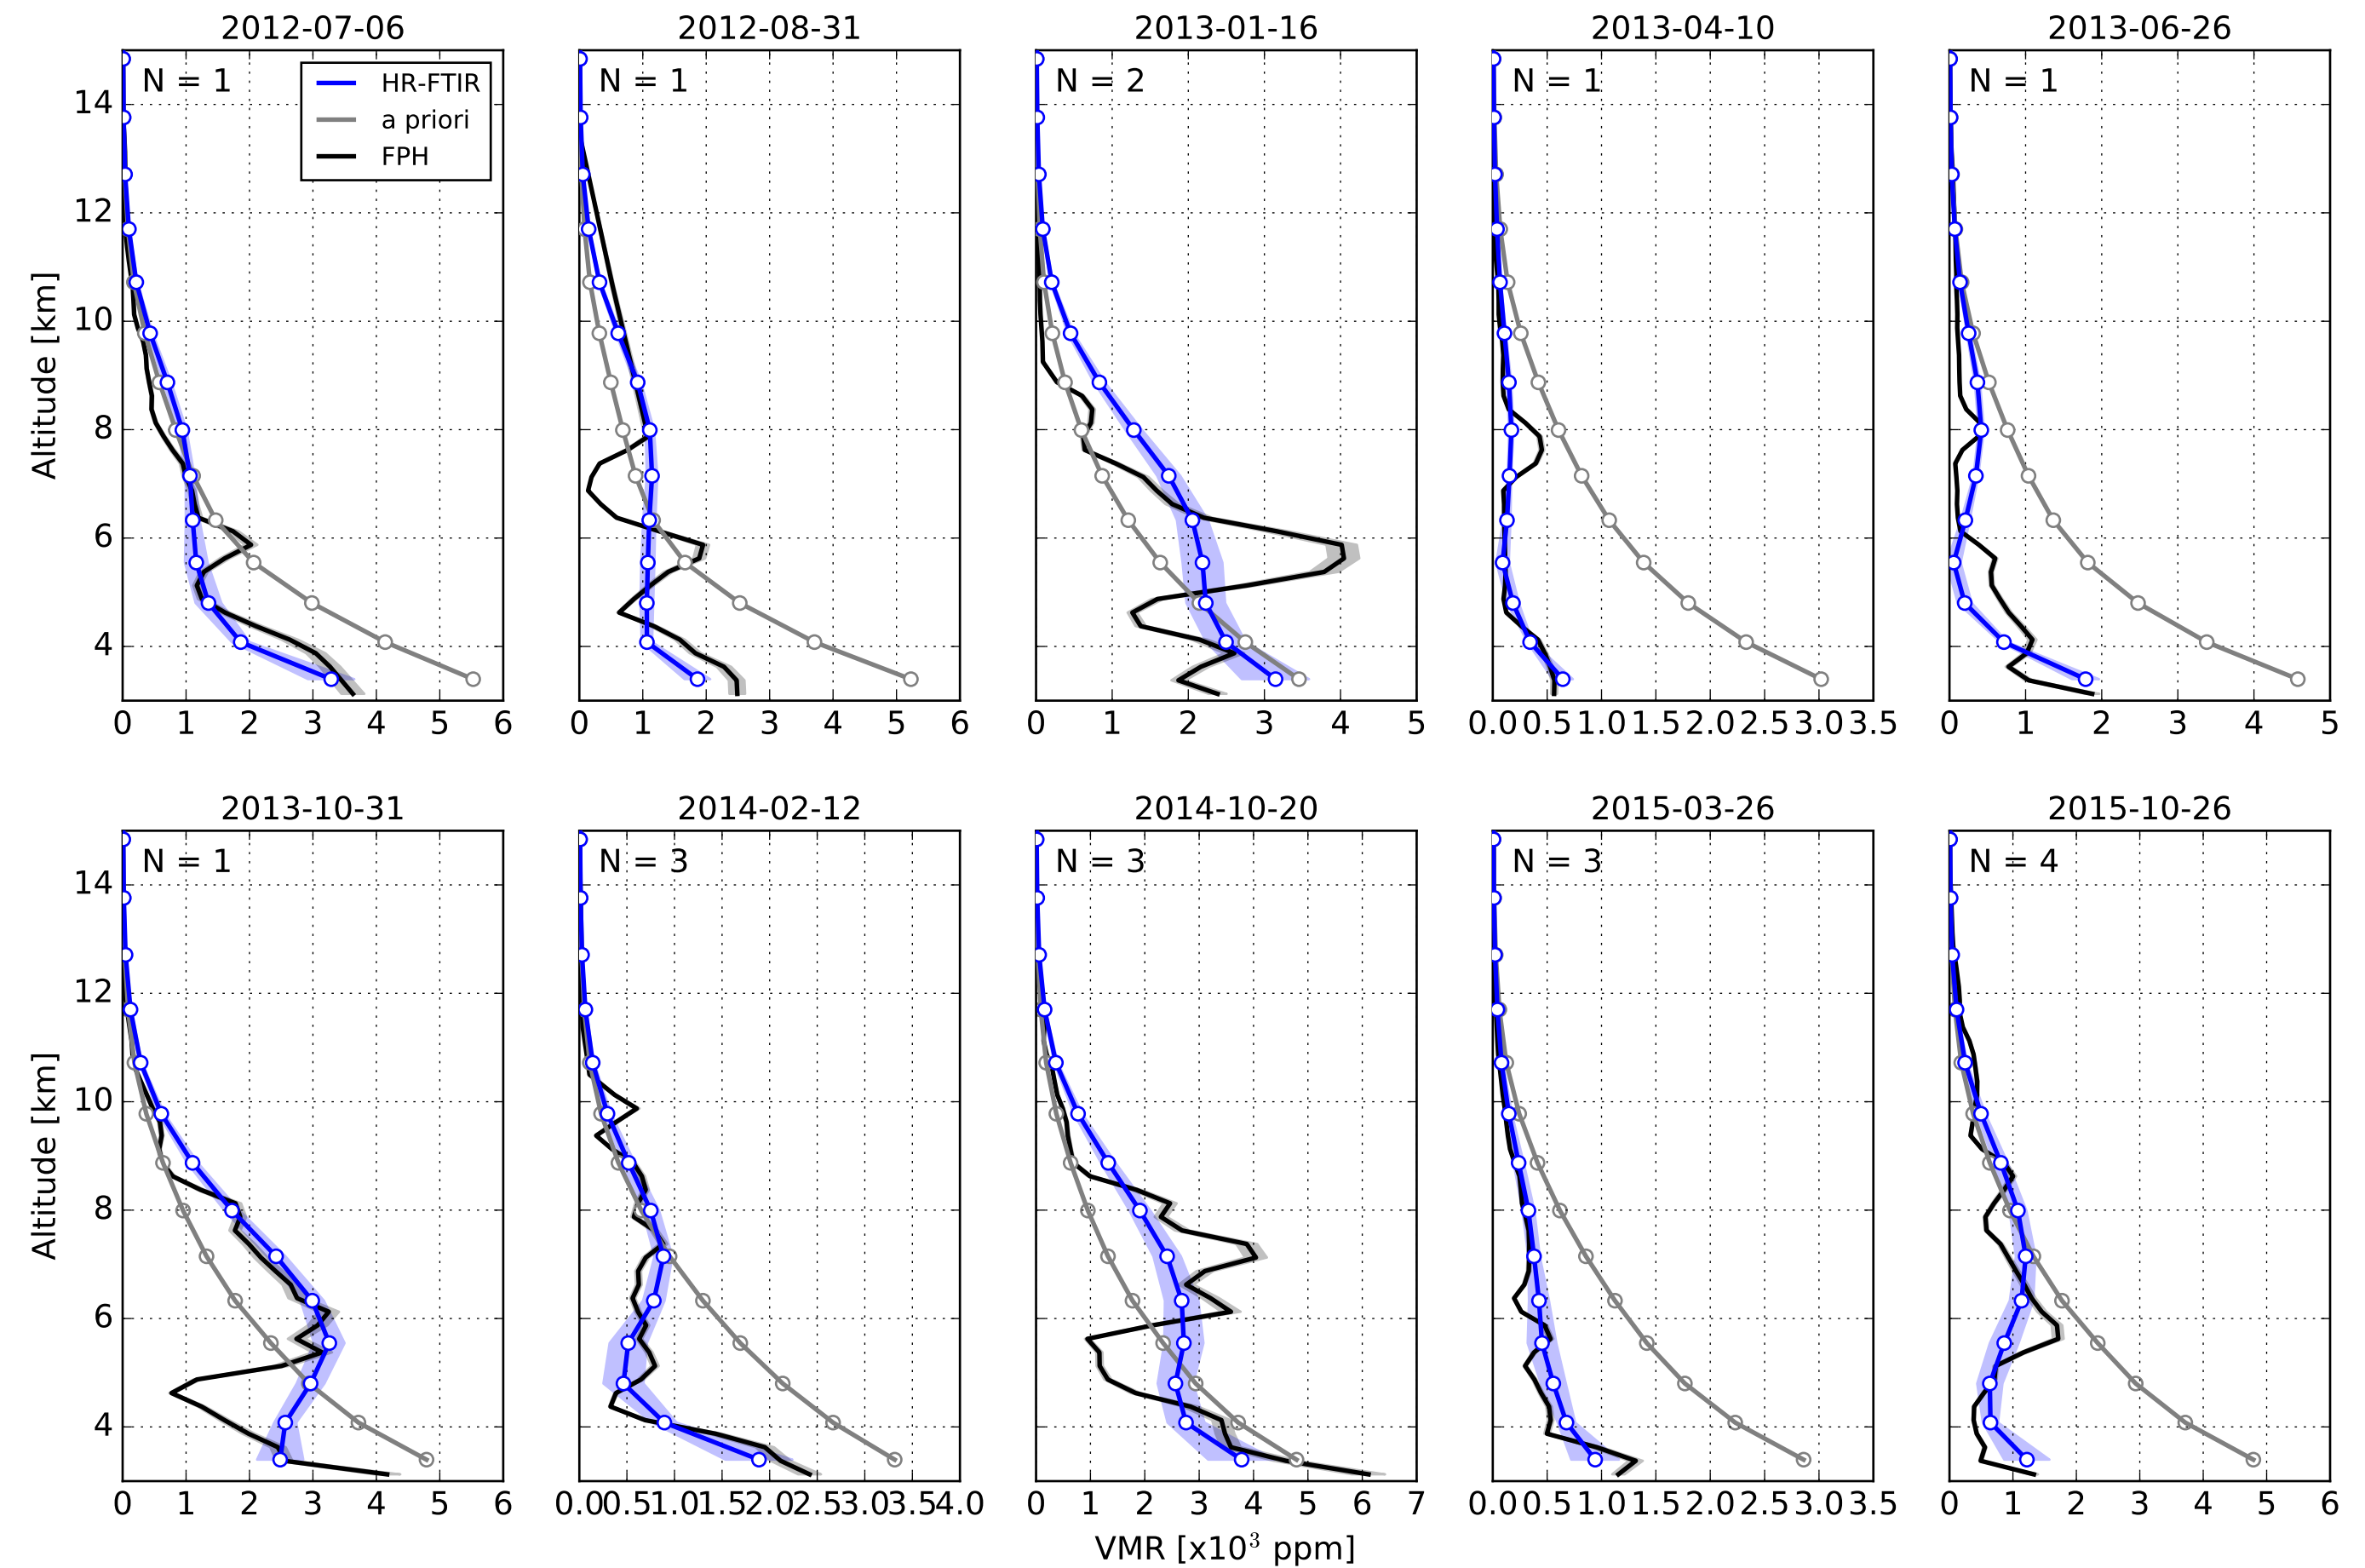 2012-07-06 2012-08-31 2013-01-16 2013-04-10 2013-06-26
N = 1 N = 1 N = 2 N = 1 N = 1
HR-FTIR
a priori
FPH
14
12
10
8
6
4
Altitude [km]
0 1 2 3 4 5 6 0 1 2 3 4 5 6 0 1 2 3 4 5 0.0 0.5 1.0 1.5 2.0 2.5 3.0 3.5 0 1 2 3 4 5
2013-10-31 2014-02-12 2014-10-20 2015-03-26 2015-10-26
N = 1 N = 3 N = 3 N = 3 N = 4
14
12
10
8
6
4
Altitude [km]
0 1 2 3 4 5 6 0.0 0.5 1.0 1.5 2.0 2.5 3.0 3.5 4.0 0 1 2 3 4 5 6 7 0.0 0.5 1.0 1.5 2.0 2.5 3.0 3.5 0 1 2 3 4 5 6
VMR [x10³ ppm]